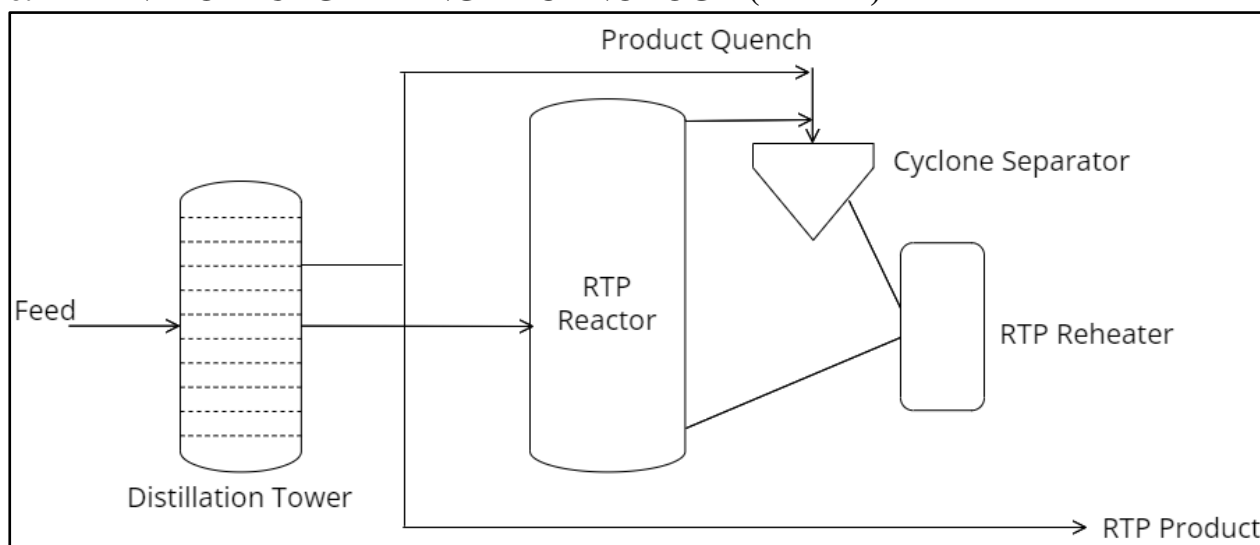 Product Quench
Cyclone Separator
RTP
Reactor
Feed
RTP Reheater
Distillation Tower
RTP Product